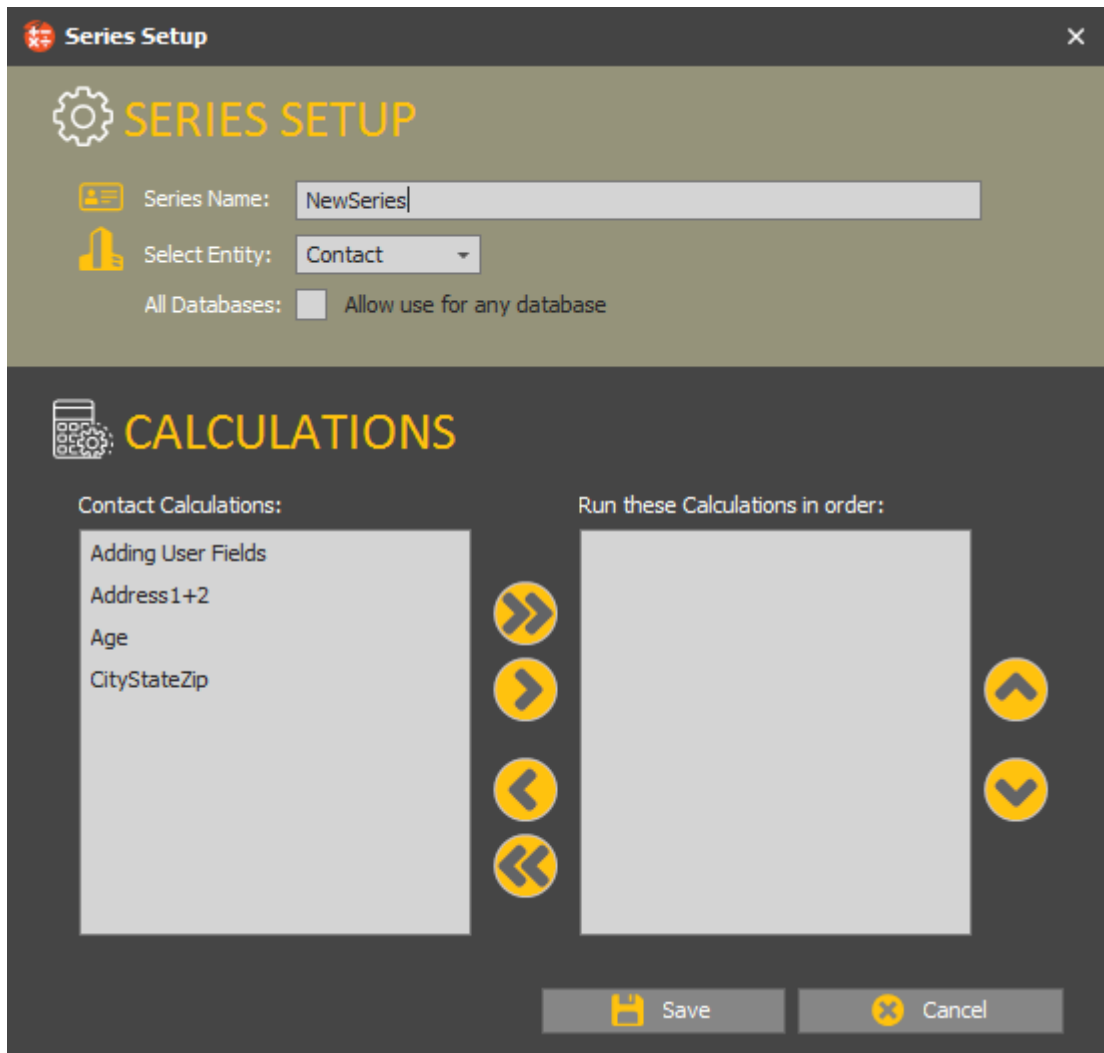 Series Setup
SERIES SETUP
Series Name: NewSeries
Select Entity: Contact
All Databases: Allow use for any database
CALCULATIONS
Contact Calculations:
Adding User Fields
Address1+2
Age
CityStateZip
Run these Calculations in order:
Save
Cancel